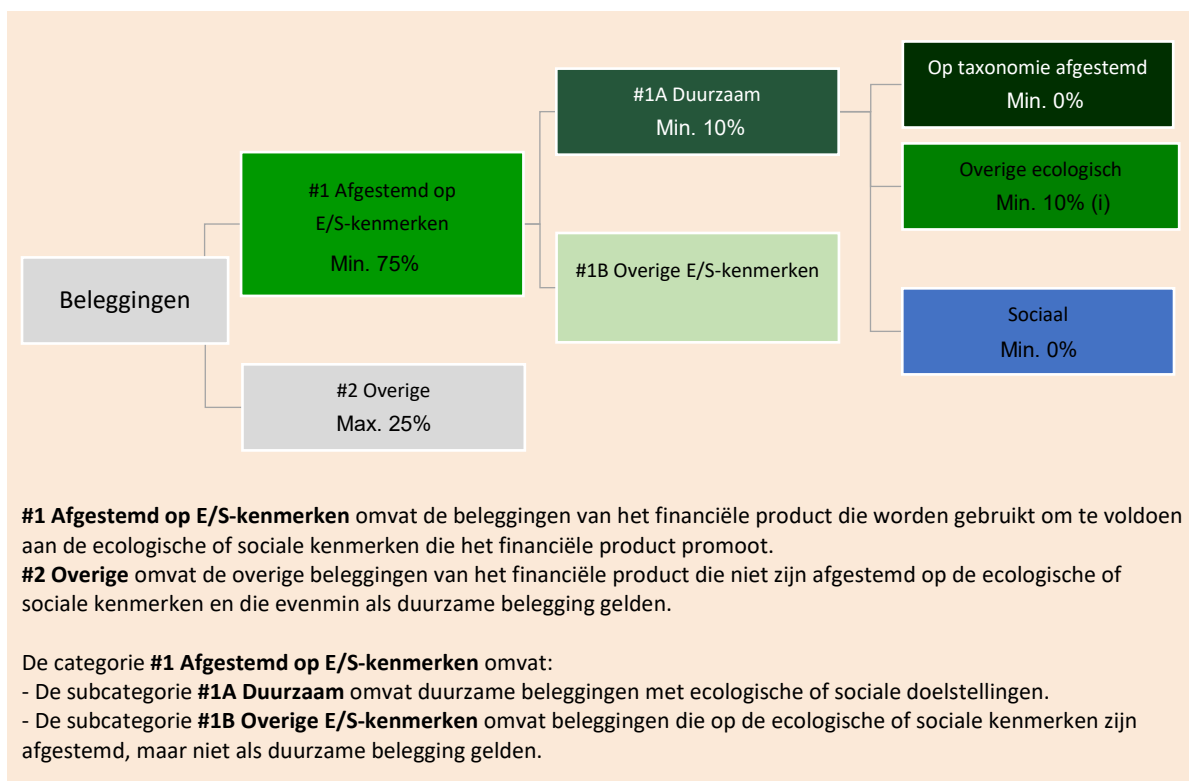 Beleggingen
#1 Afgestemd op
E/S-kenmerken
Min. 75%
#2 Overige
Max. 25%
#1A Duurzaam
Min. 10%
#1B Overige E/S-kenmerken
Op taxonomie afgestemd
Min. 0%
Overige ecologisch
Min. 10% (i)
Sociaal
Min. 0%
#1 Afgestemd op E/S-kenmerken omvat de beleggingen van het financiële product die worden gebruikt om te voldoen
aan de ecologische of sociale kenmerken die het financiële product promoot.
#2 Overige omvat de overige beleggingen van het financiële product die niet zijn afgestemd op de ecologische of
sociale kenmerken en die evenmin als duurzame belegging gelden.
De categorie #1 Afgestemd op E/S-kenmerken omvat:
- De subcategorie #1A Duurzaam omvat duurzame beleggingen met ecologische of sociale doelstellingen.
- De subcategorie #1B Overige E/S-kenmerken omvat beleggingen die op de ecologische of sociale kenmerken zijn
afgestemd, maar niet als duurzame belegging gelden.